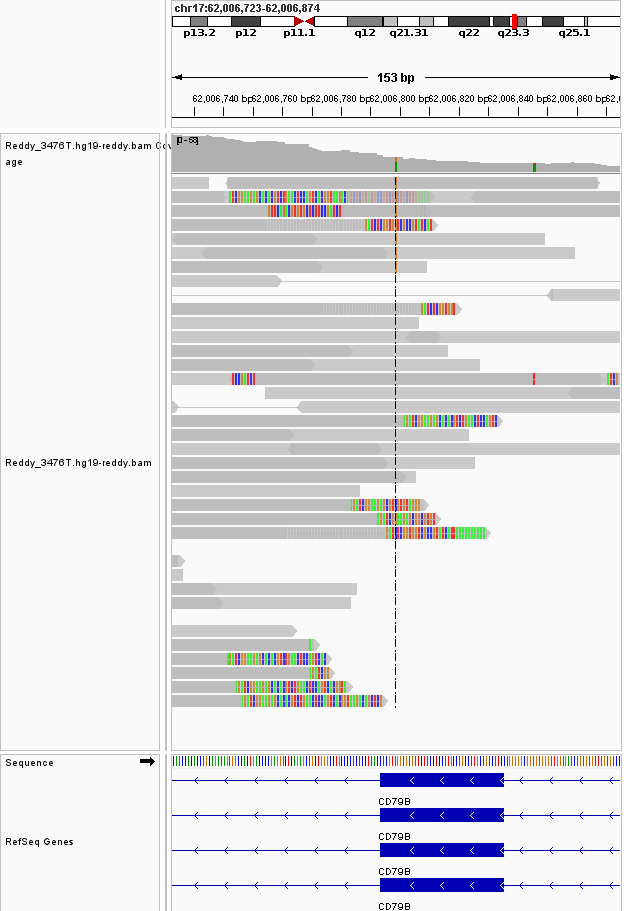 chr17:62,006,723-62,006,874
p13.2 p12 p11.1 q12 q21.31 q22 q23.3 q25.1
153 bp
62,006,740 bp 62,006,760 bp 62,006,780 bp 62,006,800 bp 62,006,820 bp 62,006,840 bp 62,006,860 bp 62,0
Reddy_3476T.hg19-reddy.bam Cov
age
Reddy_3476T.hg19-reddy.bam
Sequence
CD79B
CD79B
RefSeq Genes
CD79B
CD79B